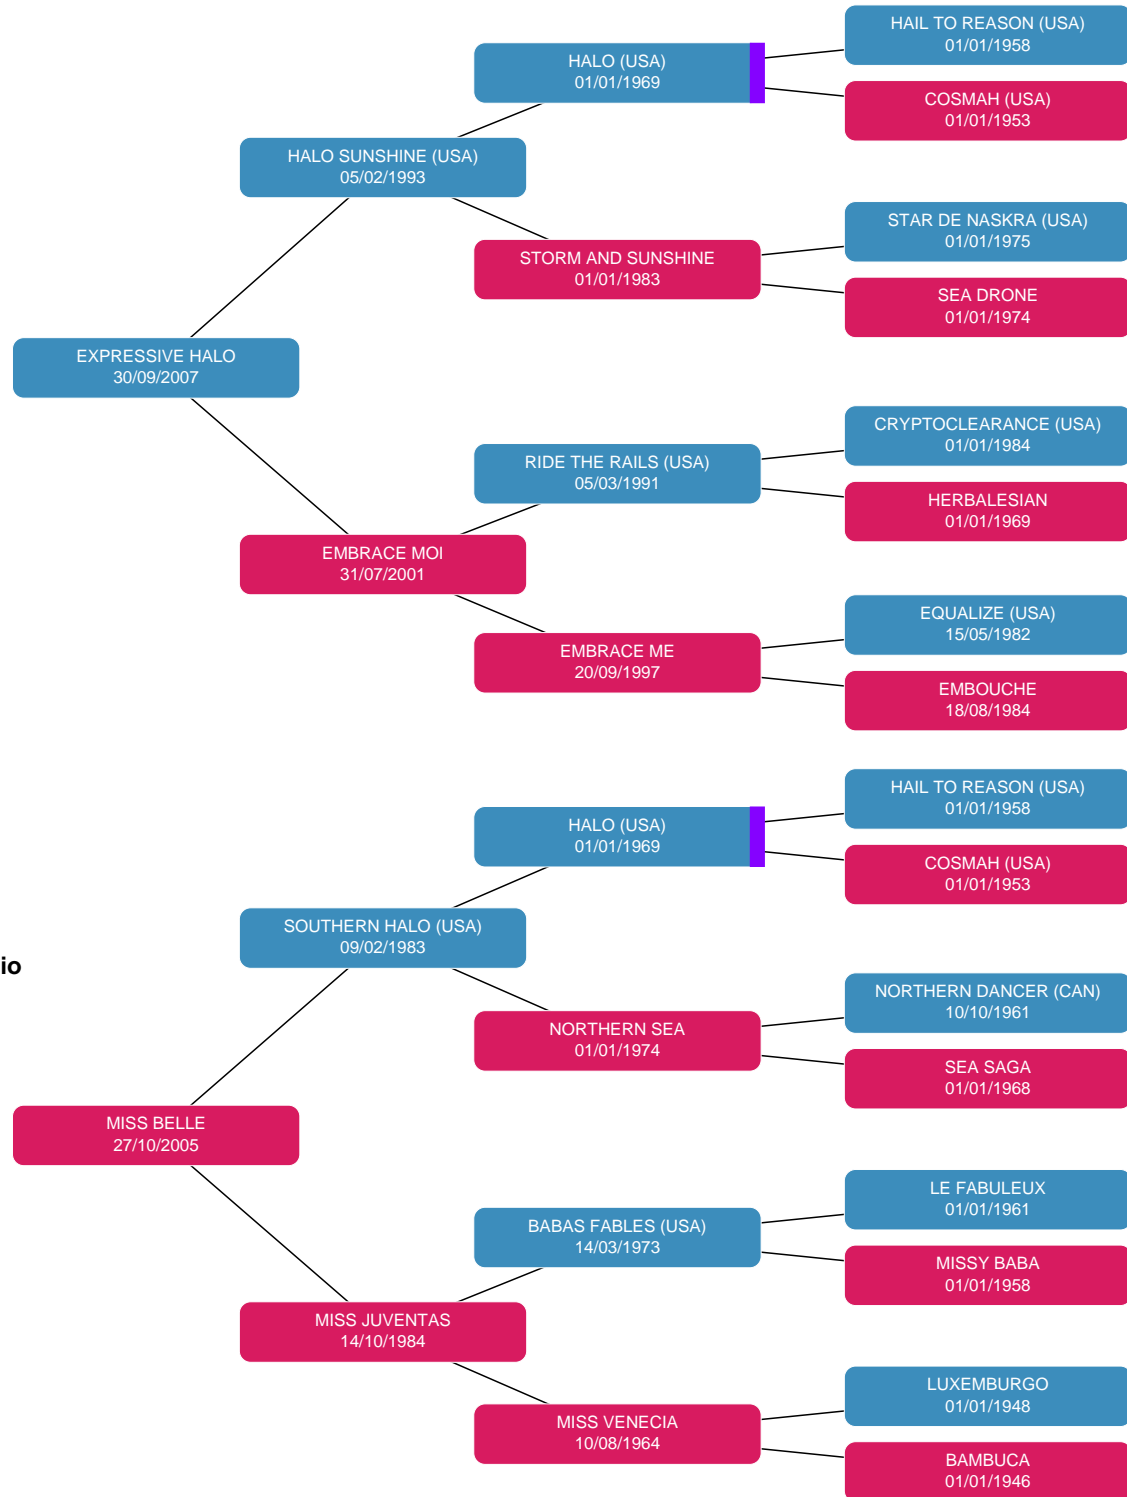 HAIL TO REASON (USA)
01/01/1958
HALO (USA)
01/01/1969
COSMAH (USA)
01/01/1953
HALO SUNSHINE (USA)
05/02/1993
STAR DE NASKRA (USA)
01/01/1975
STORM AND SUNSHINE
01/01/1983
SEA DRONE
01/01/1974
EXPRESSIVE HALO
30/09/2007
CRYPTOCLEARANCE (USA)
01/01/1984
RIDE THE RAILS (USA)
05/03/1991
HERBALESIAN
01/01/1969
EMBRACE MOI
31/07/2001
EQUALIZE (USA)
15/05/1982
EMBRACE ME
20/09/1997
EMBOUCHE
18/08/1984
HAIL TO REASON (USA)
01/01/1958
HALO (USA)
01/01/1969
COSMAH (USA)
01/01/1953
SOUTHERN HALO (USA)
09/02/1983
io
NORTHERN DANCER (CAN)
10/10/1961
NORTHERN SEA
01/01/1974
SEA SAGA
01/01/1968
MISS BELLE
27/10/2005
LE FABULEUX
01/01/1961
BABAS FABLES (USA)
14/03/1973
MISSY BABA
01/01/1958
MISS JUVENTAS
14/10/1984
LUXEMBURGO
01/01/1948
MISS VENECIA
10/08/1964
BAMBUCA
01/01/1946